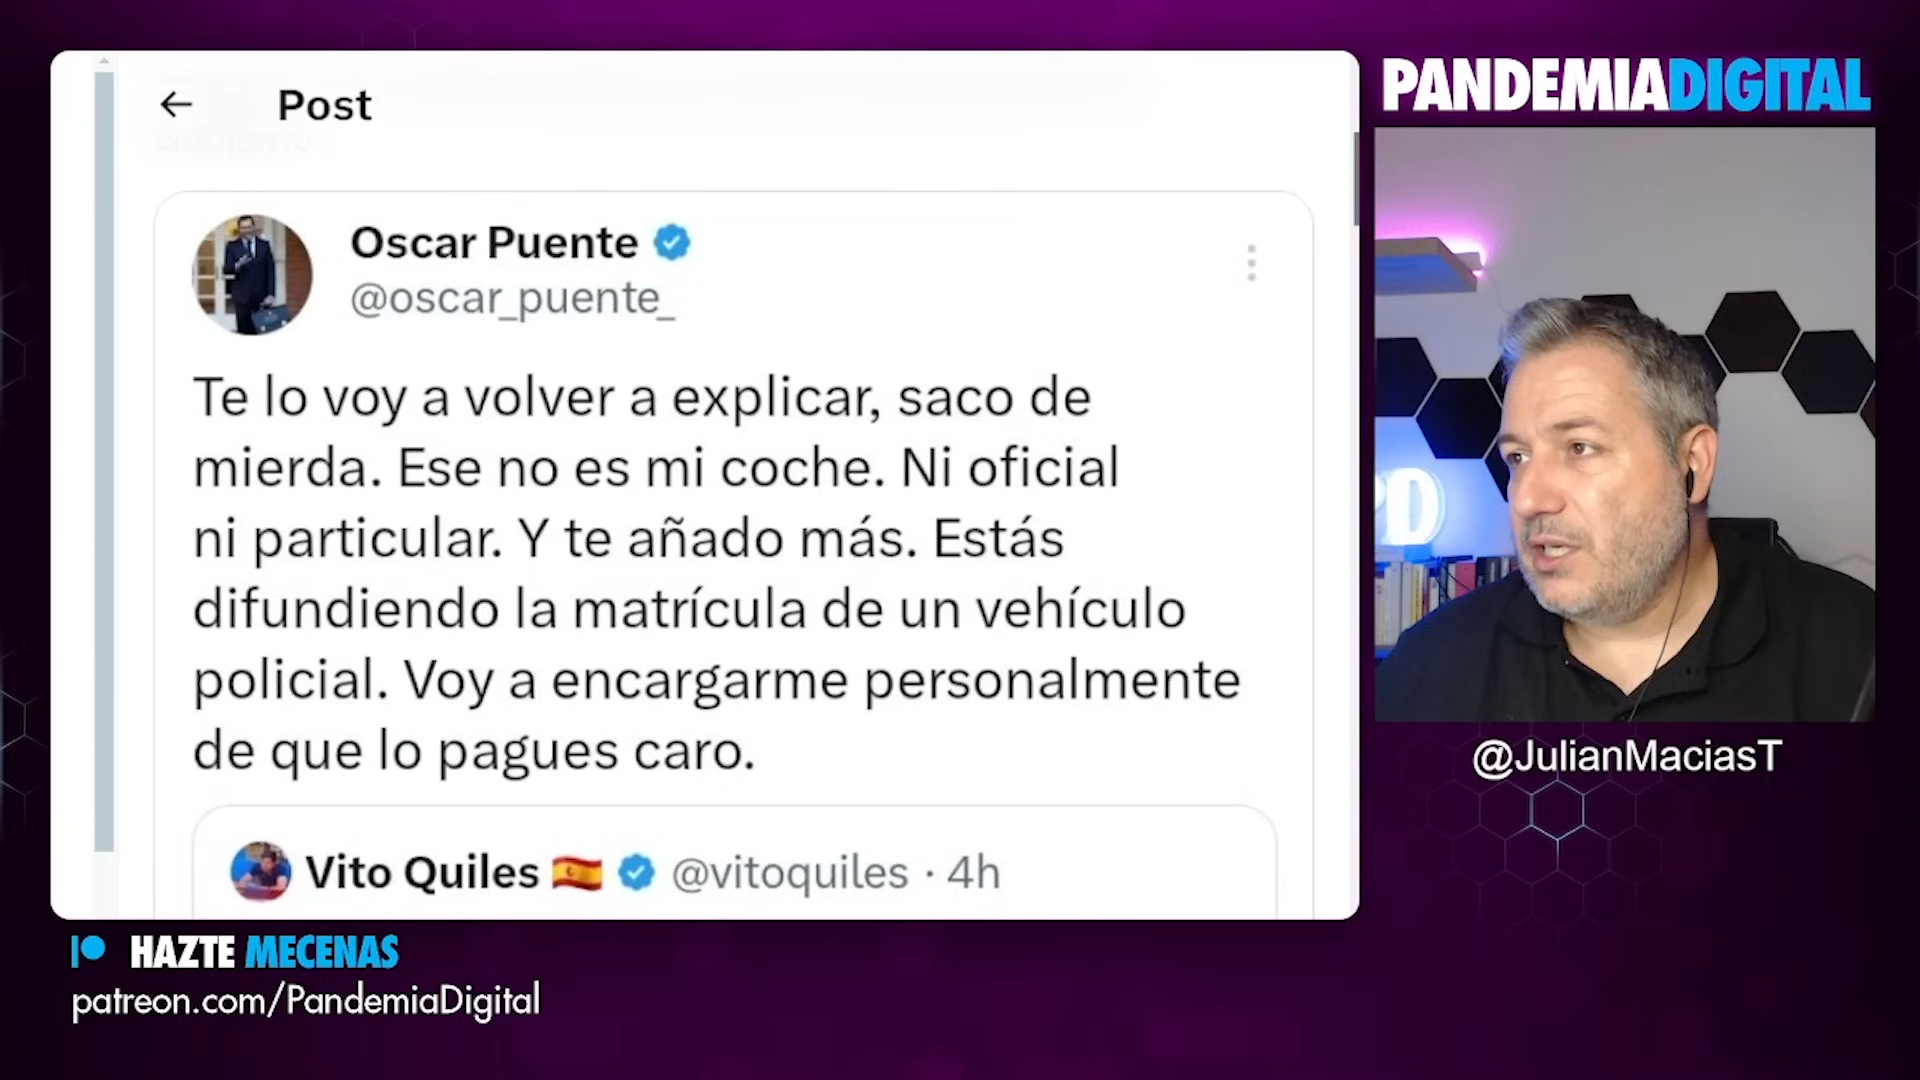 Post
Oscar Puente
@oscar_puente_
Te lo voy a volver a explicar, saco de
mierda. Ese no es mi coche. Ni oficial
ni particular. Y te añado más. Estás
difundiendo la matrícula de un vehículo
policial. Voy a encargarme personalmente
de que lo pagues caro.
Vito Quiles 🇪🇸 @vitoquiles · 4h
PANDEMIADIGITAL
PD
@JulianMaciasT
HAZTE MECENAS
patreon.com/PandemiaDigital